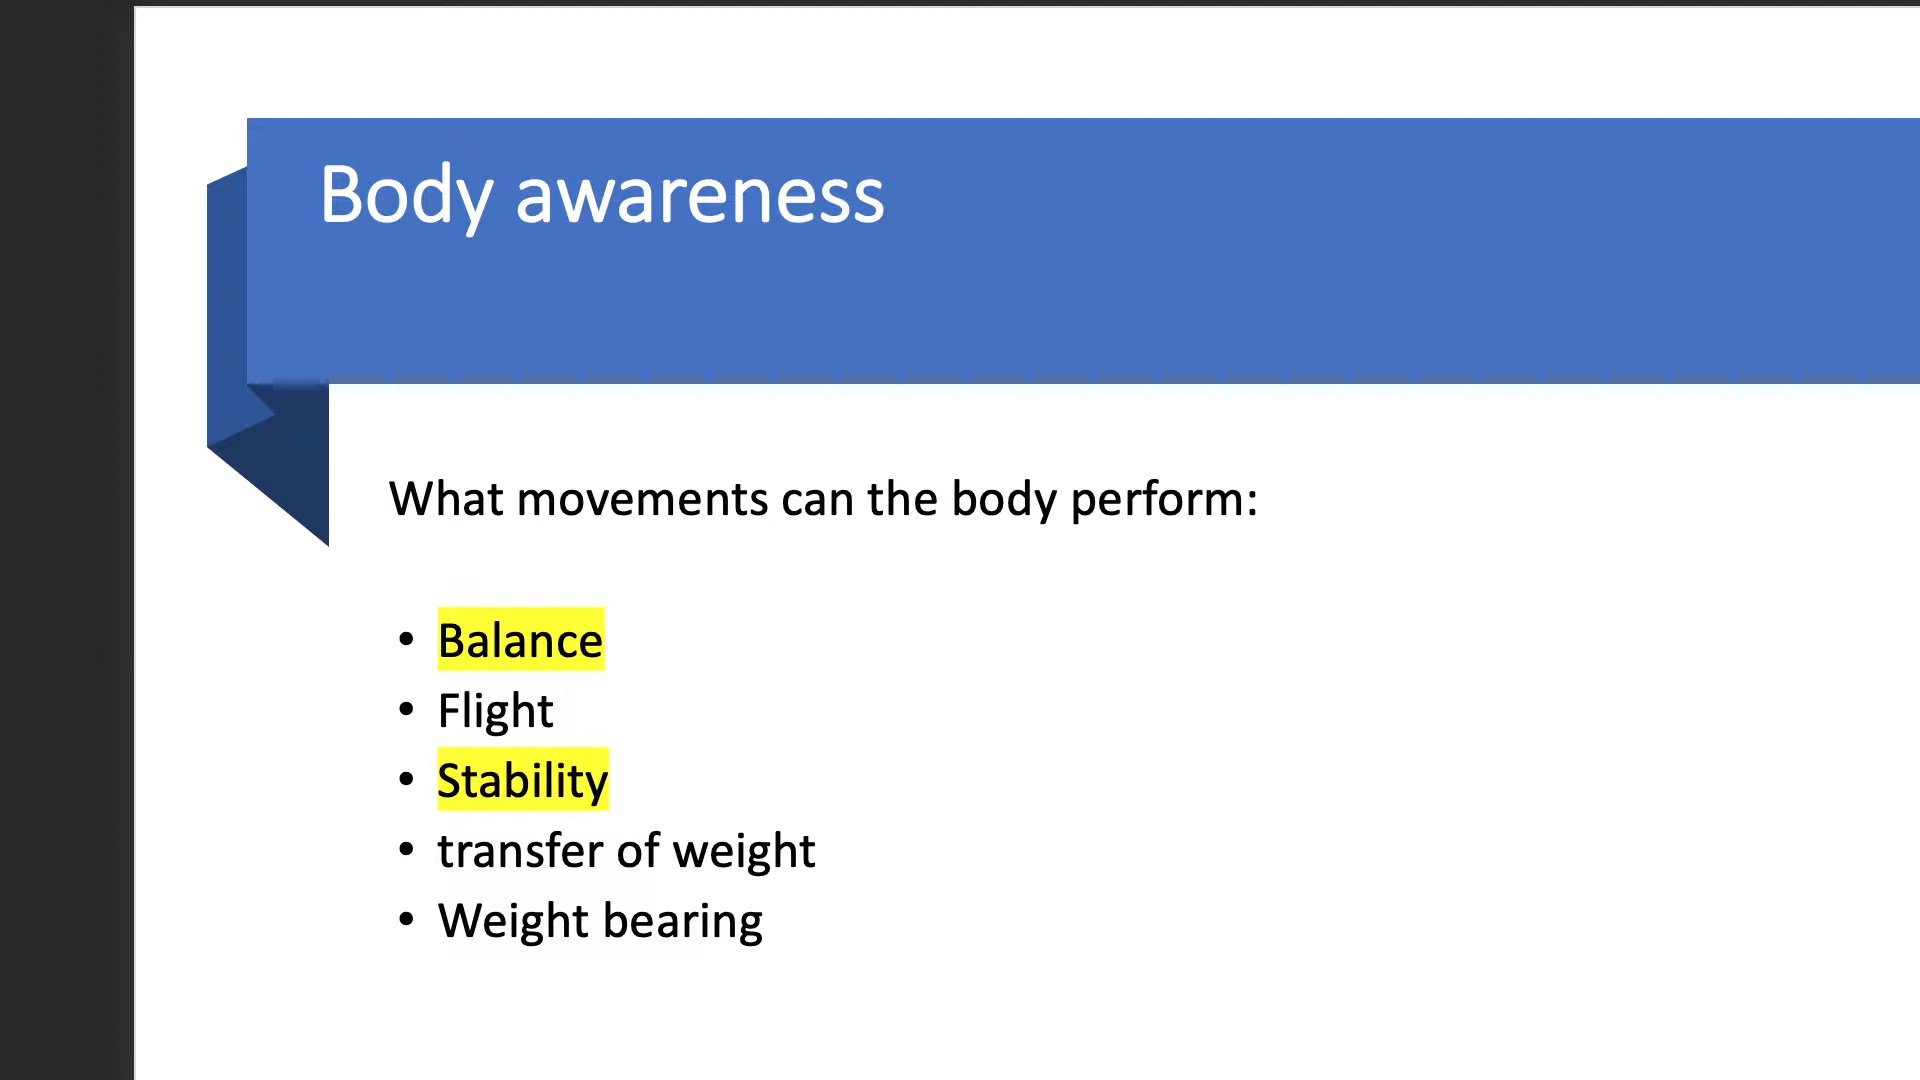 Body awareness
What movements can the body perform:
• Balance
• Flight
• Stability
• transfer of weight
• Weight bearing